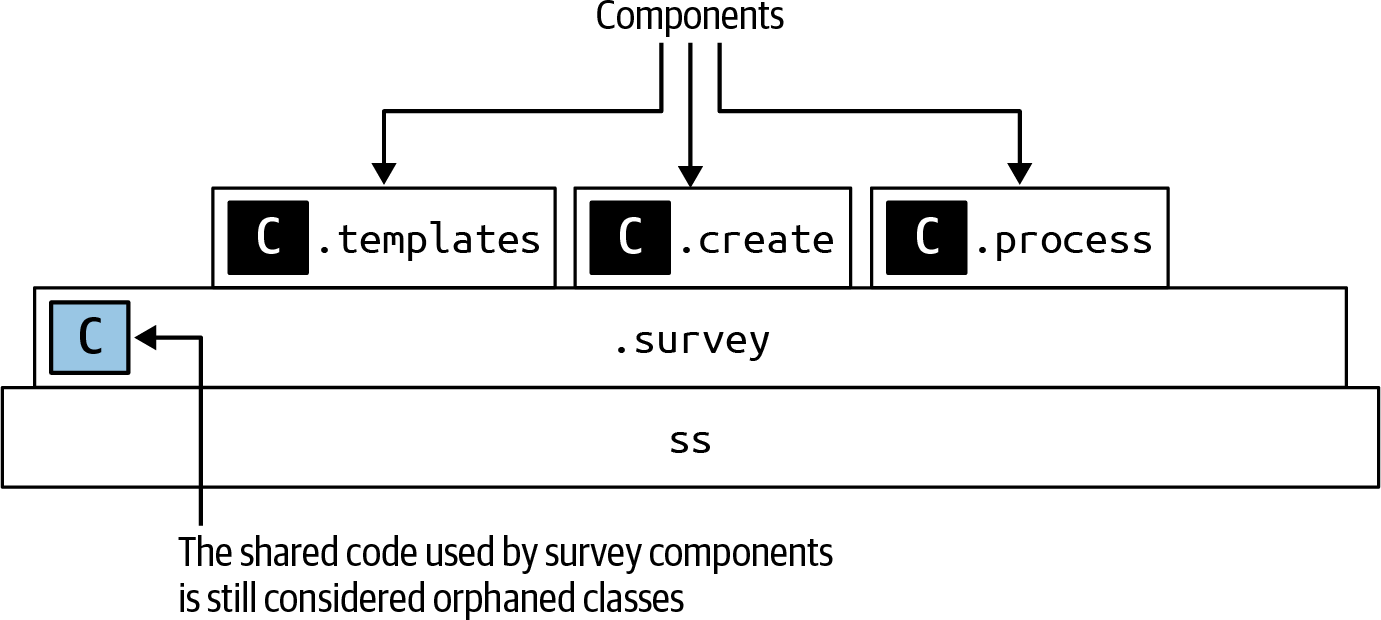 Components
C .templates
C .create
C .process
C
.survey
ss
The shared code used by survey components
is still considered orphaned classes